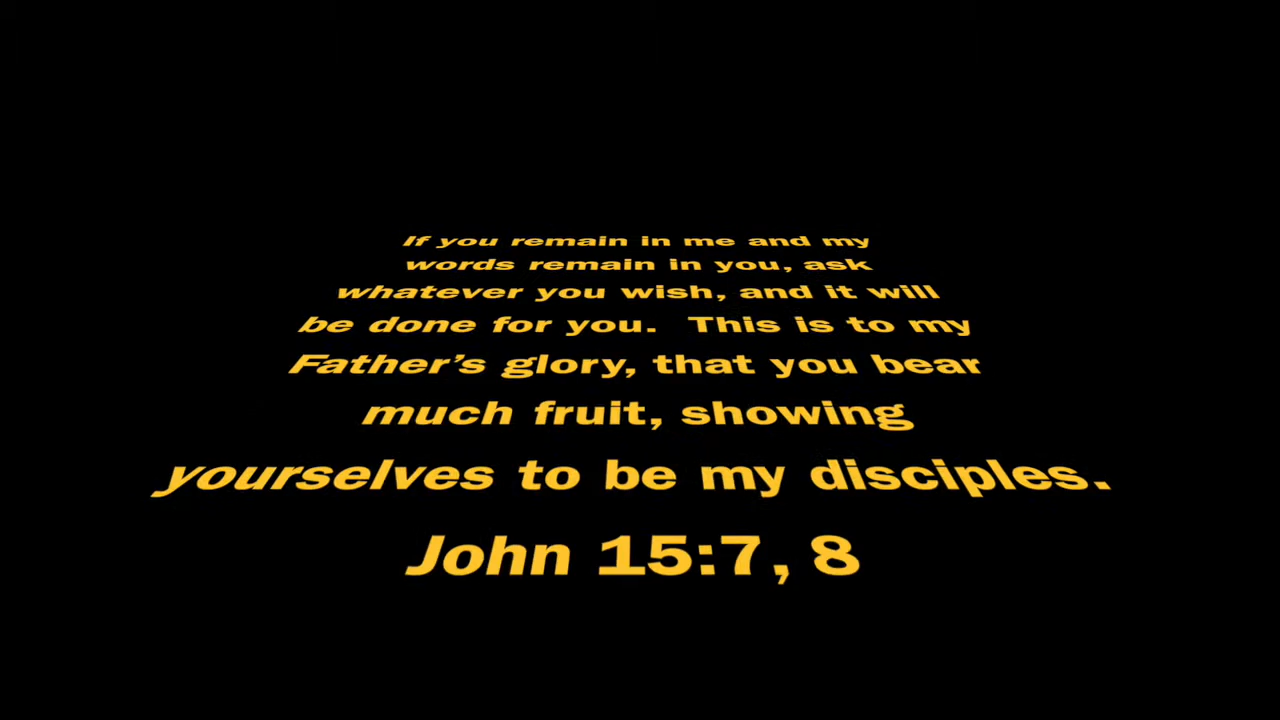 If you remain in me and my
words remain in you, ask
whatever you wish, and it will
be done for you.  This is to my
Father’s glory, that you bear
much fruit, showing
yourselves to be my disciples.
John 15:7, 8